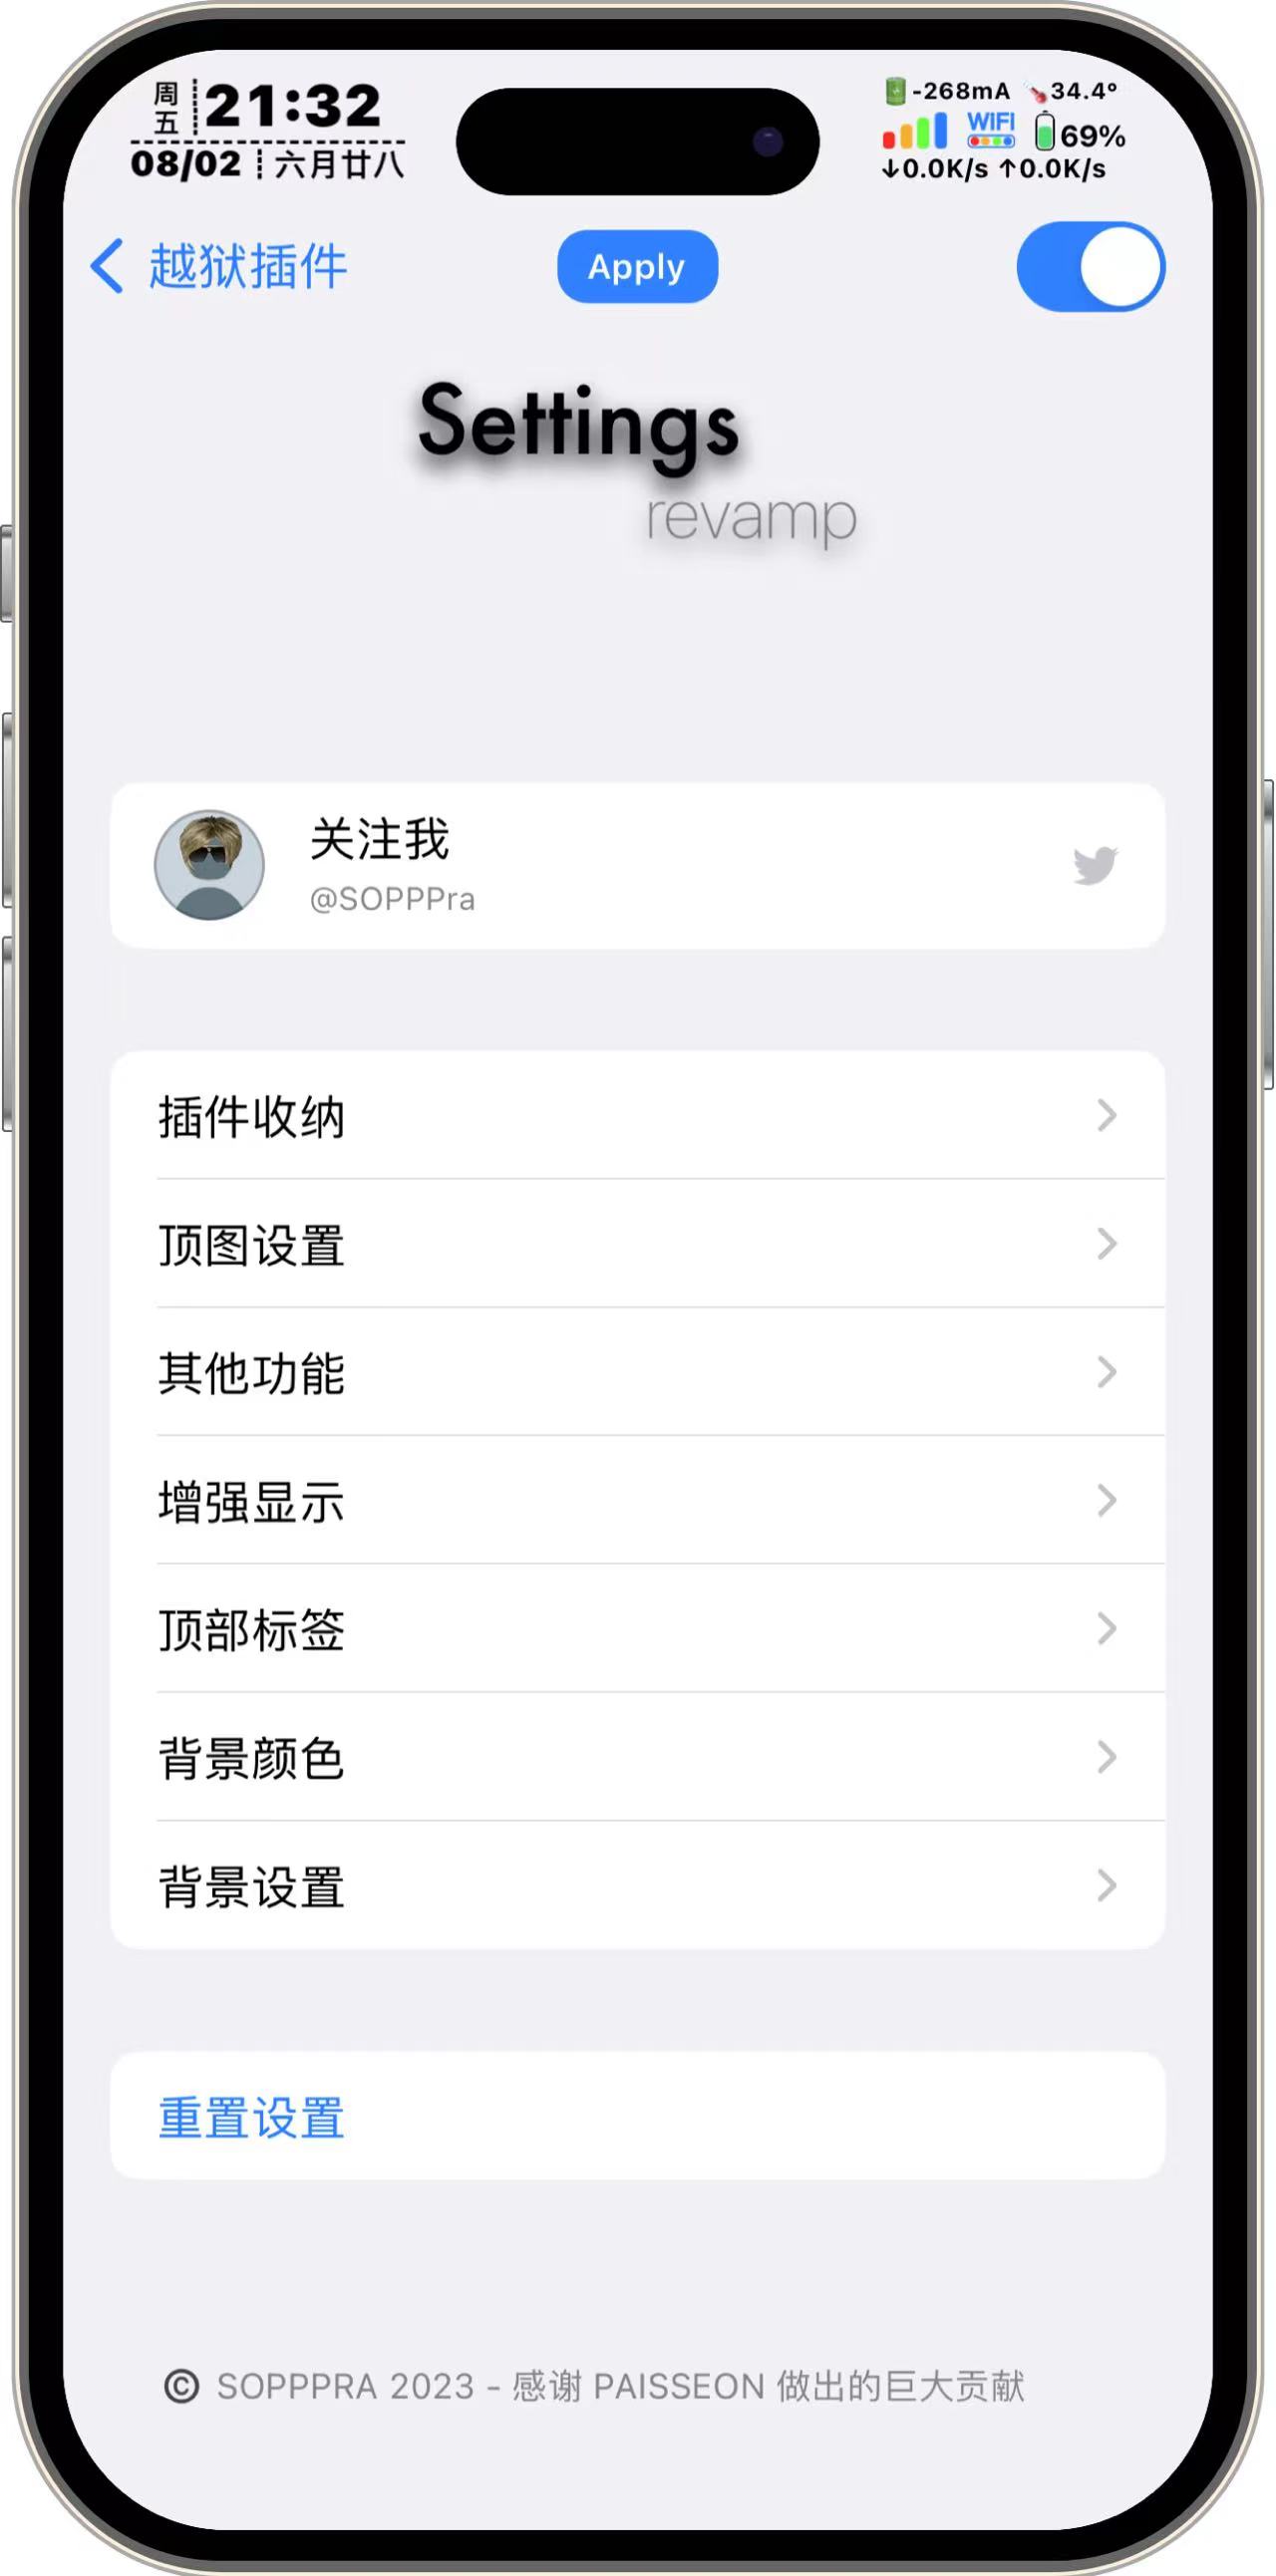 周五 21:32
08/02 六月廿八
-268mA 34.4°
WIFI 69%
↓0.0K/s ↑0.0K/s
越狱插件
Apply
Settings
revamp
关注我
@SOPPPra
插件收纳
顶图设置
其他功能
增强显示
顶部标签
背景颜色
背景设置
重置设置
© SOPPPRA 2023 - 感谢 PAISSEON 做出的巨大贡献